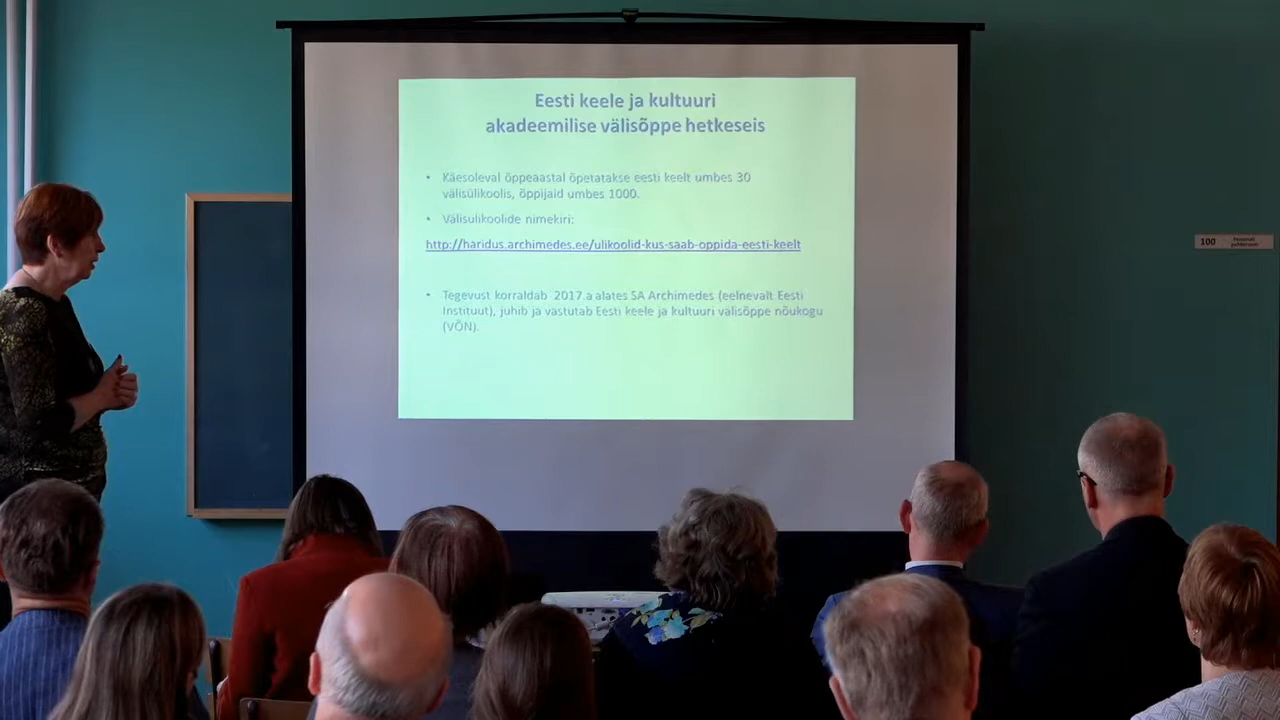 Eesti keele ja kultuuri
akadeemilise välisõppe hetkeseis
• Käesoleval õppeaastal õpetatakse eesti keelt umbes 30
välisülikoolis, õppijaid umbes 1000.
• Välisülikoolide nimekiri:
http://haridus.archimedes.ee/ulikoolid-kus-saab-oppida-eesti-keelt
• Tegevust korraldab 2017.a alates SA Archimedes (eelnevalt Eesti
Instituut), juhib ja vastutab Eesti keele ja kultuuri välisõppe nõukogu
(VÕN).
100